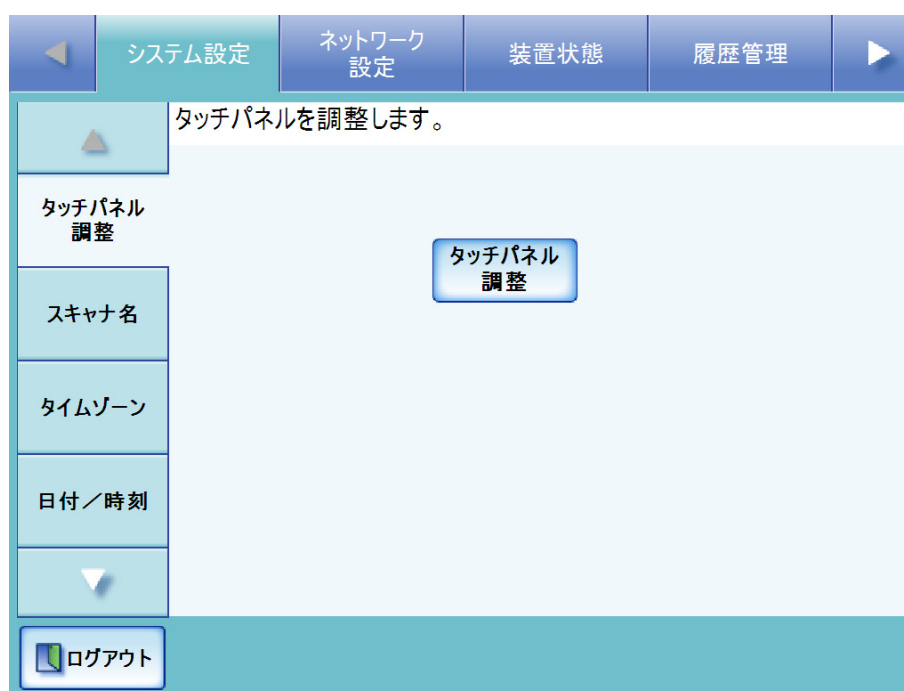 システム設定
ネットワーク
設定
装置状態
履歴管理
タッチパネルを調整します。
タッチパネル
調整
スキャナ名
タイムゾーン
日付／時刻
タッチパネル
調整
ログアウト